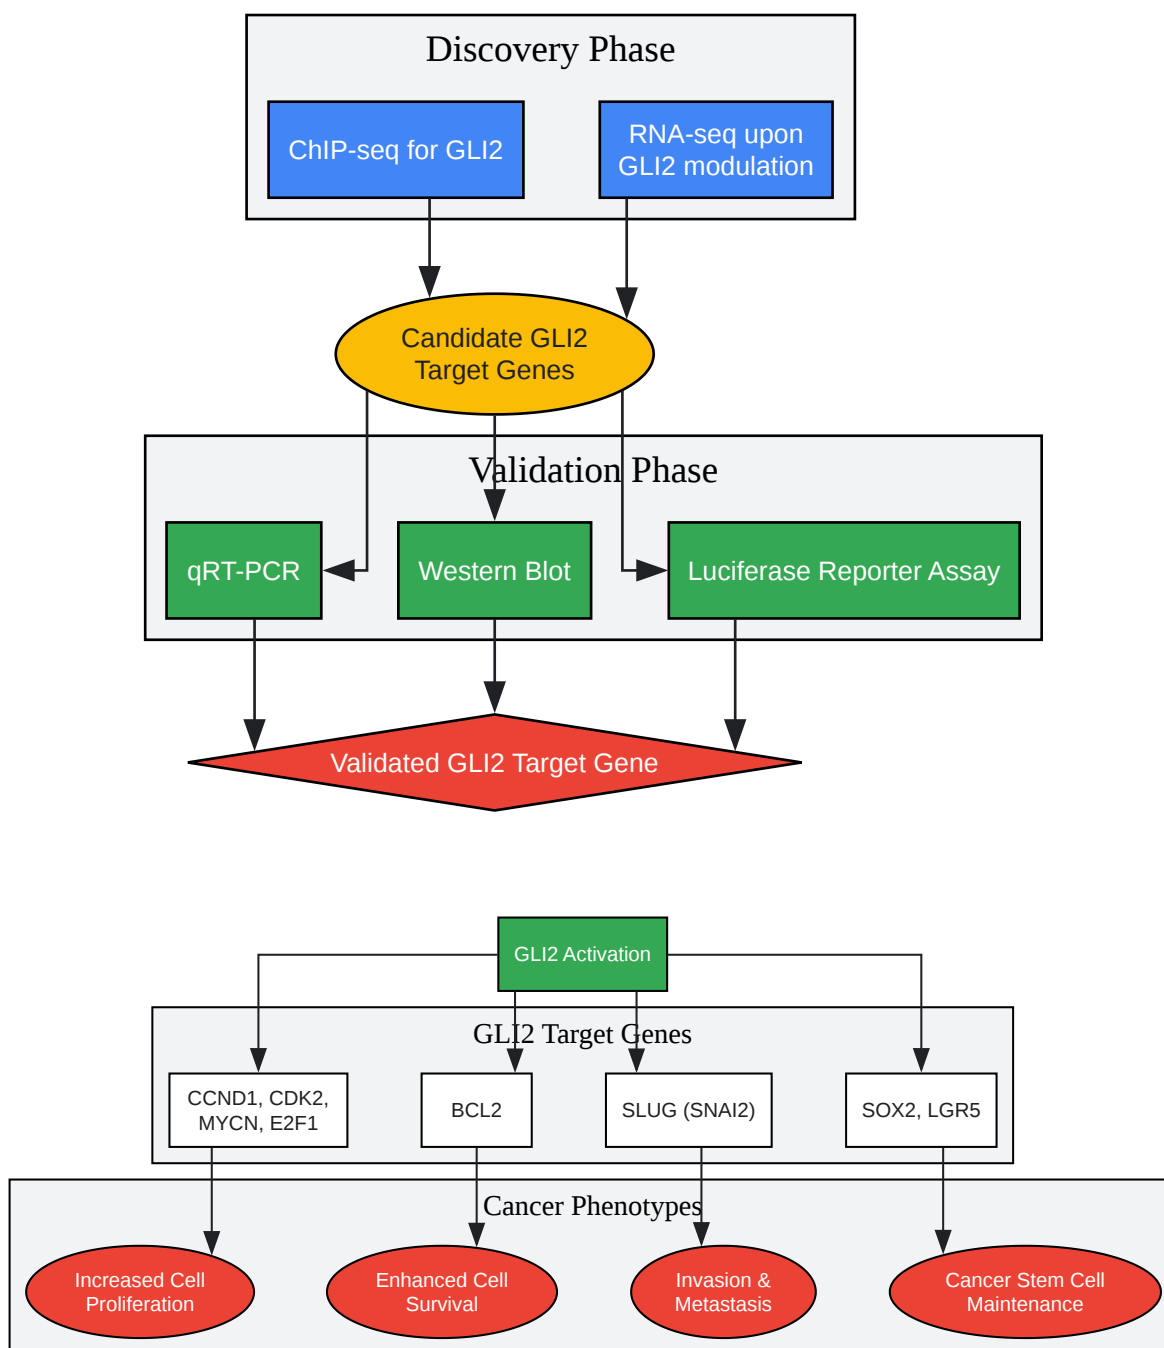 Discovery Phase
ChIP-seq for GLI2
RNA-seq upon
GLI2 modulation
Candidate GLI2
Target Genes
Validation Phase
qRT-PCR
Western Blot
Luciferase Reporter Assay
Validated GLI2 Target Gene
GLI2 Activation
GLI2 Target Genes
CCND1, CDK2,
MYCN, E2F1
BCL2
SLUG (SNAI2)
SOX2, LGR5
Cancer Phenotypes
Increased Cell
Proliferation
Enhanced Cell
Survival
Invasion &
Metastasis
Cancer Stem Cell
Maintenance